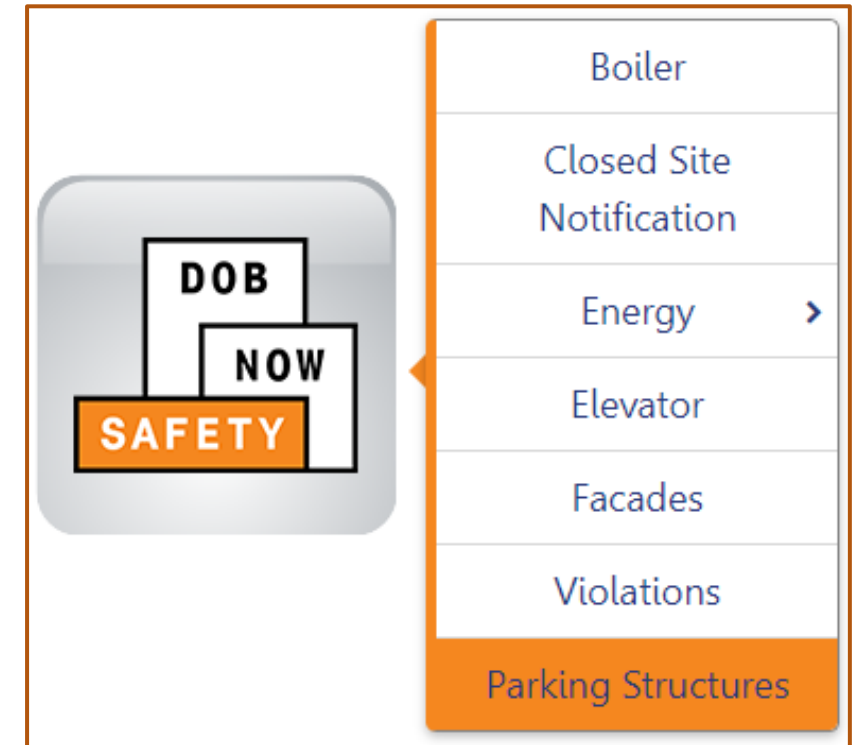 DOB
NOW
SAFETY
Boiler
Closed Site
Notification
Energy
Elevator
Facades
Violations
Parking Structures